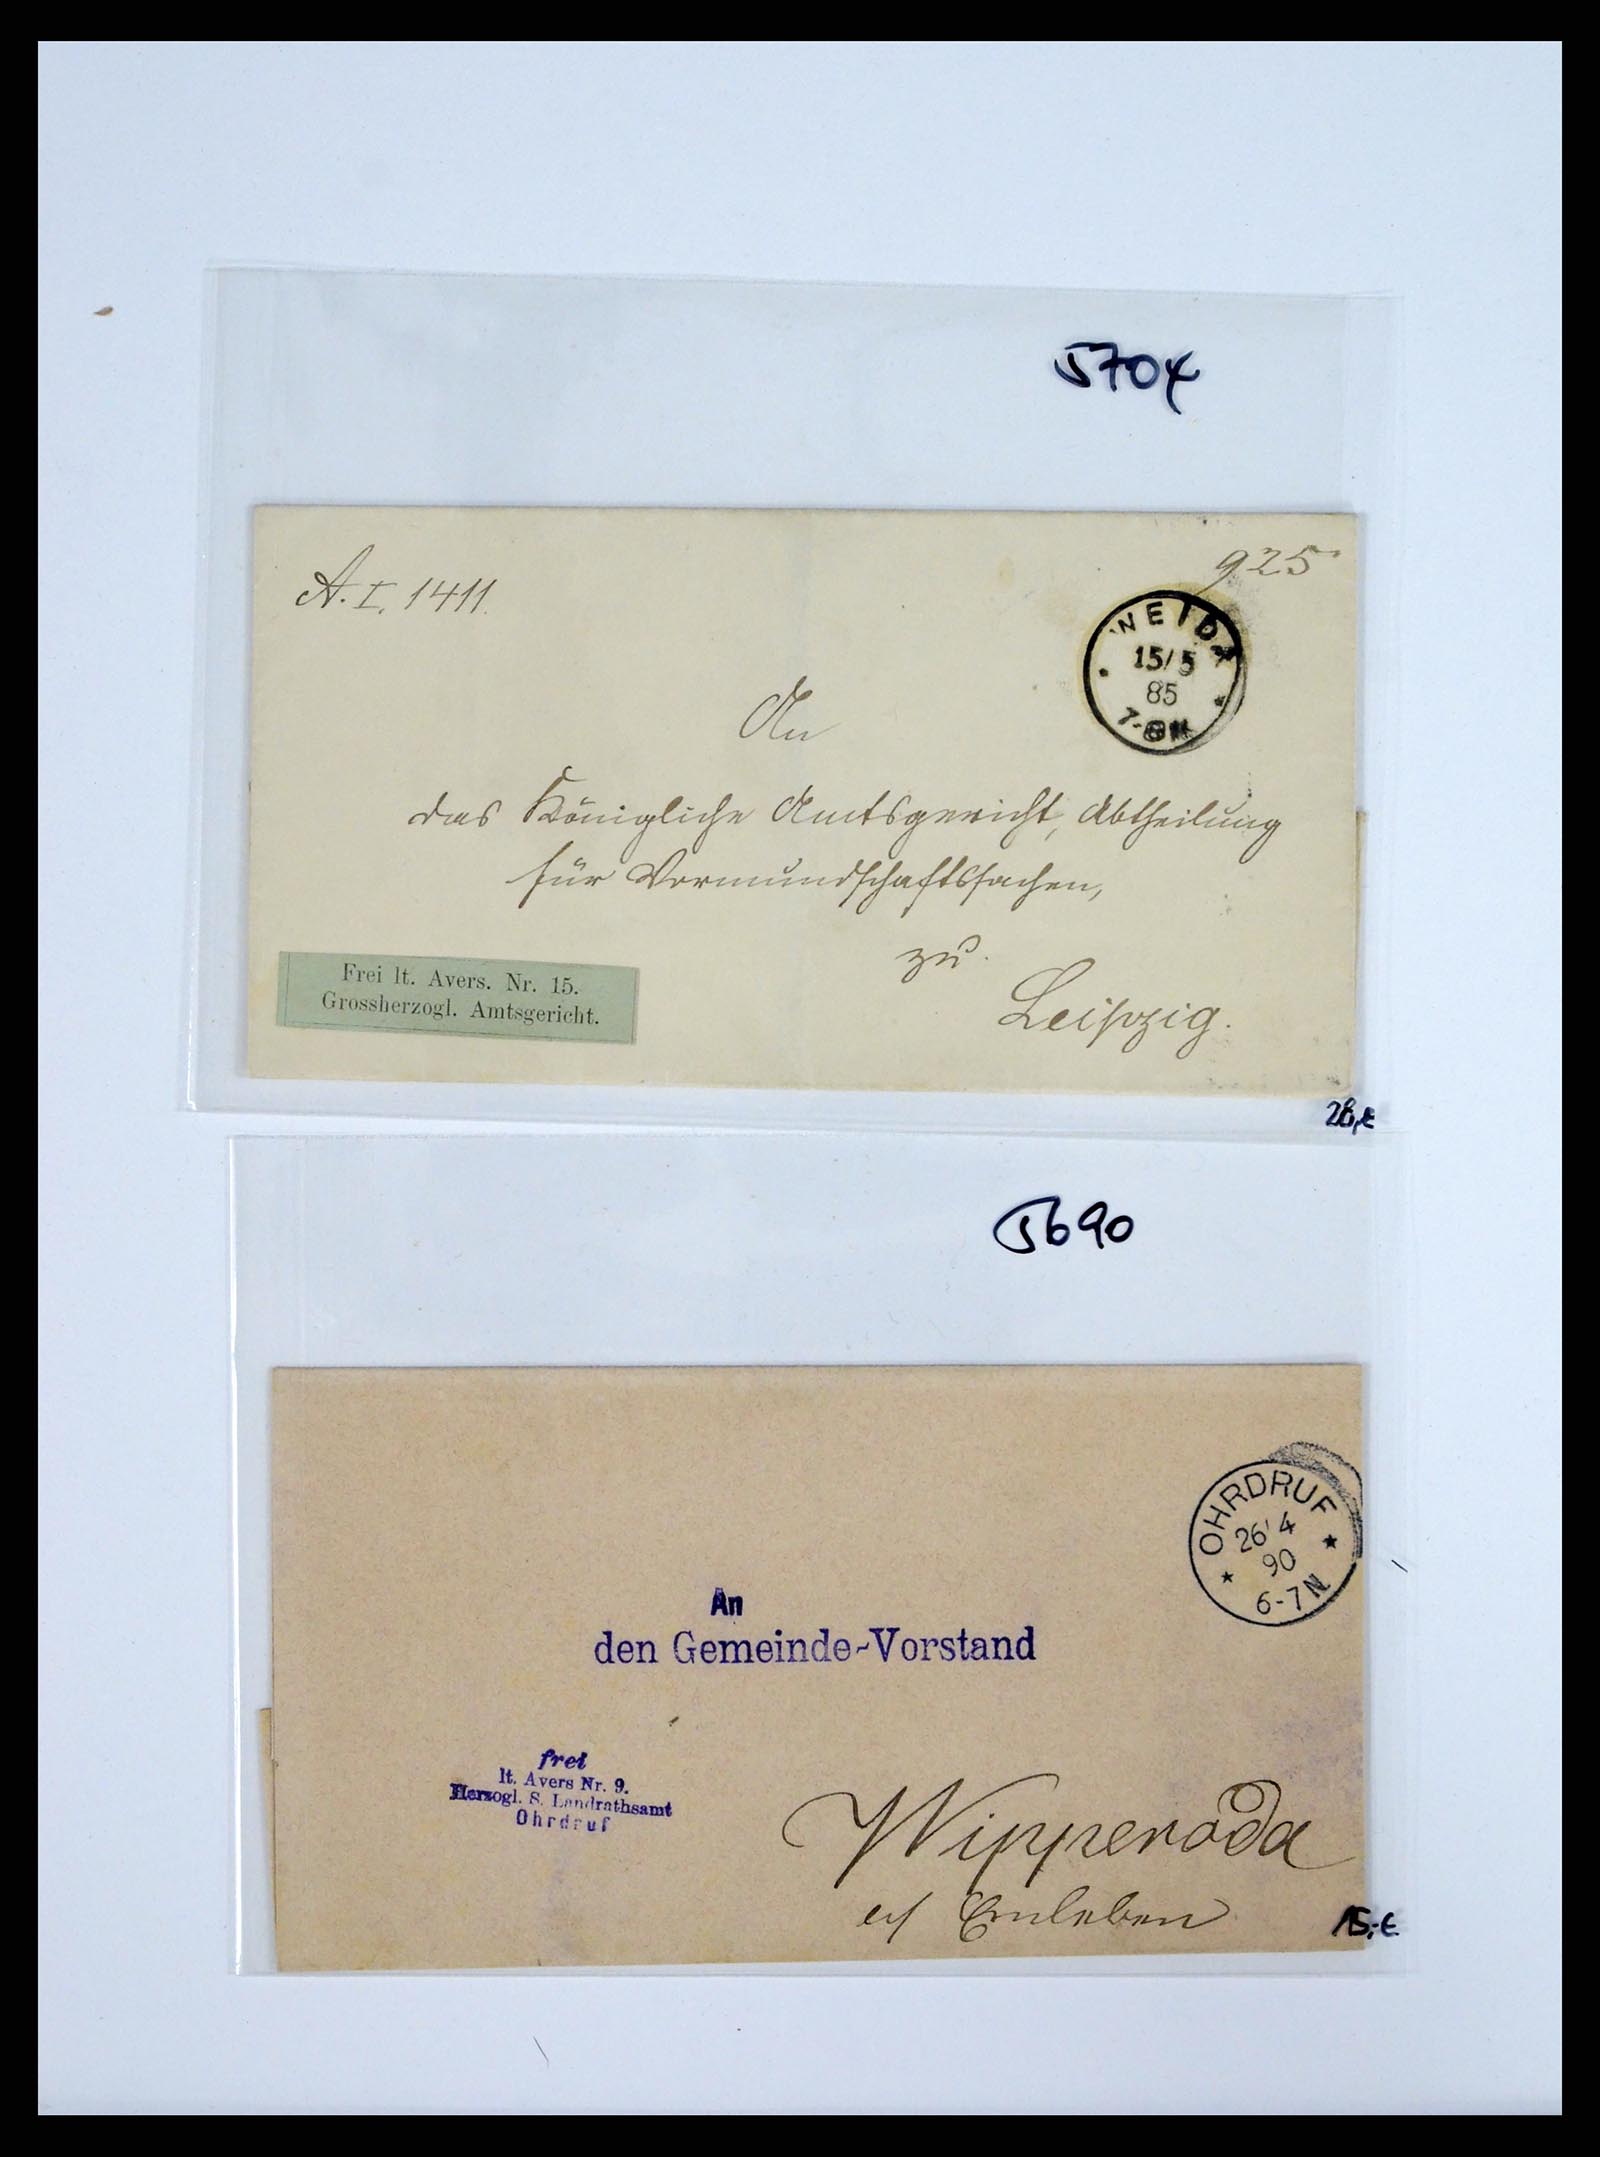 5704
A. I. 1411.
925
WEIDA
15/5
85
7-8N
An
das Königliche Amtsgericht, Abtheilung
für Vormundschaftssachen,
zu
Leipzig.
Frei lt. Avers. Nr. 15.
Grossherzogl. Amtsgericht.
28,€
5690
OHRDRUF
26/4
90
6-7N
An
den Gemeinde-Vorstand
frei
lt. Avers Nr. 9.
Herzogl. S. Landrathsamt
Ohrdruf
Wipperoda
a/ Emleben
15,-€